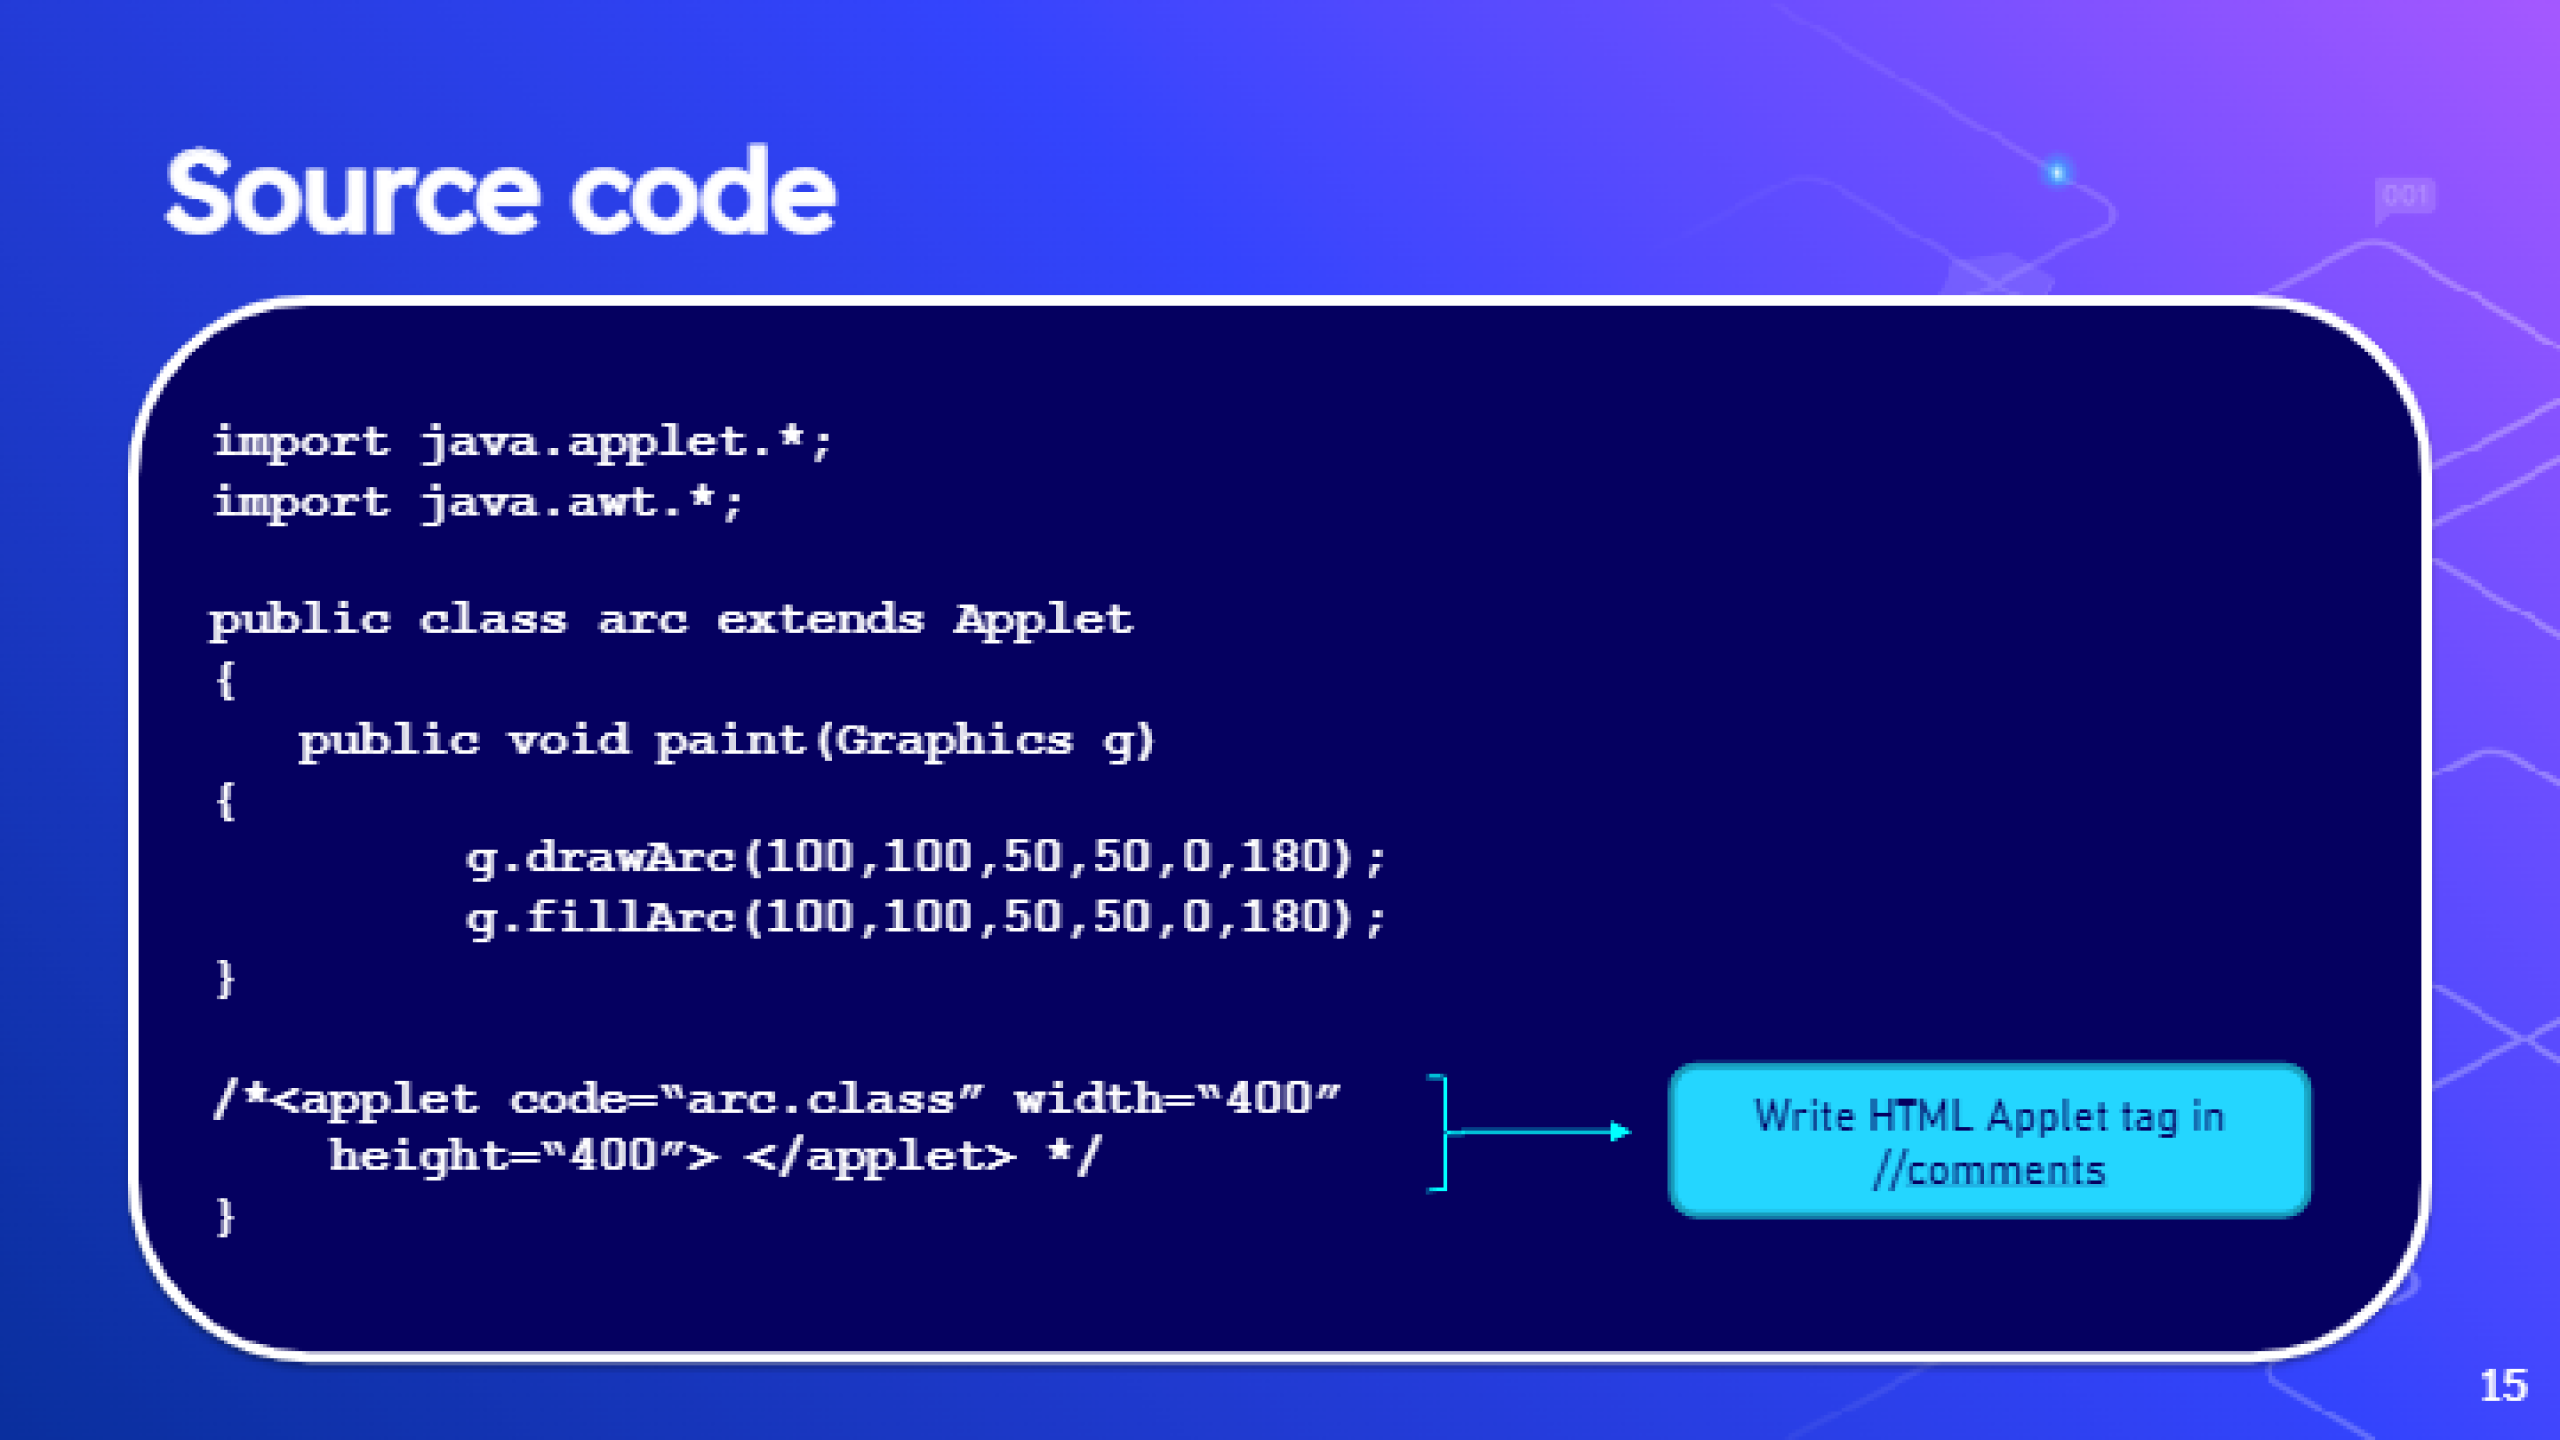 001
Source code
import java.applet.*;
import java.awt.*;
public class arc extends Applet
{
public void paint(Graphics g)
{
g.drawArc(100,100,50,50,0,180);
g.fillArc(100,100,50,50,0,180);
}
/*<applet code=“arc.class” width=“400”
height=“400”> </applet> */
}
Write HTML Applet tag in
//comments
15